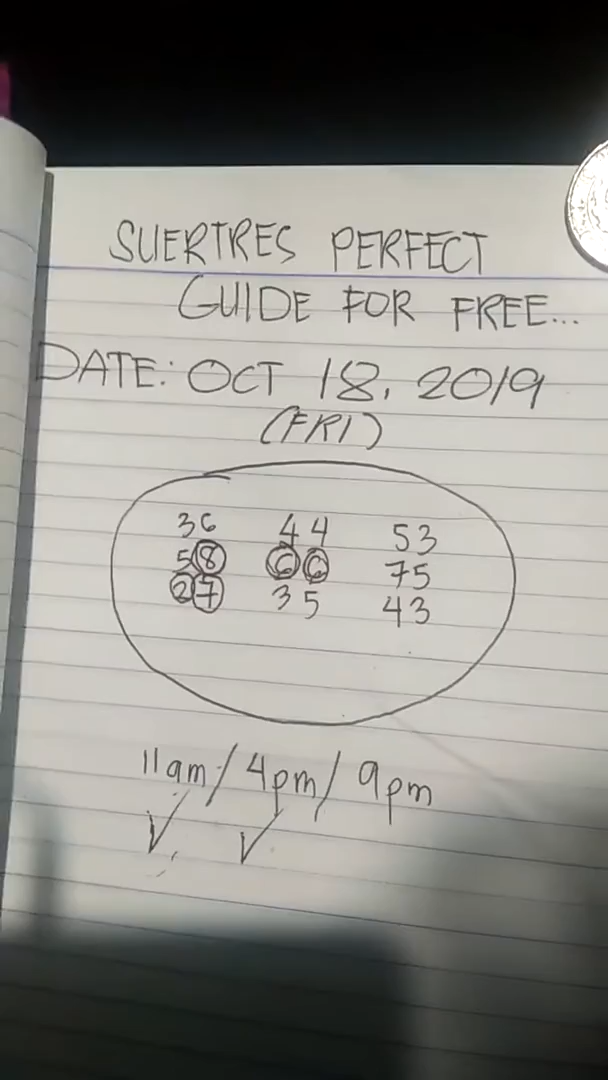 SUERTRES PERFECT
GUIDE FOR FREE...
DATE: OCT 18, 2019
(FRI)
36 44 53
58 66 75
27 35 43
11am/4pm/9pm